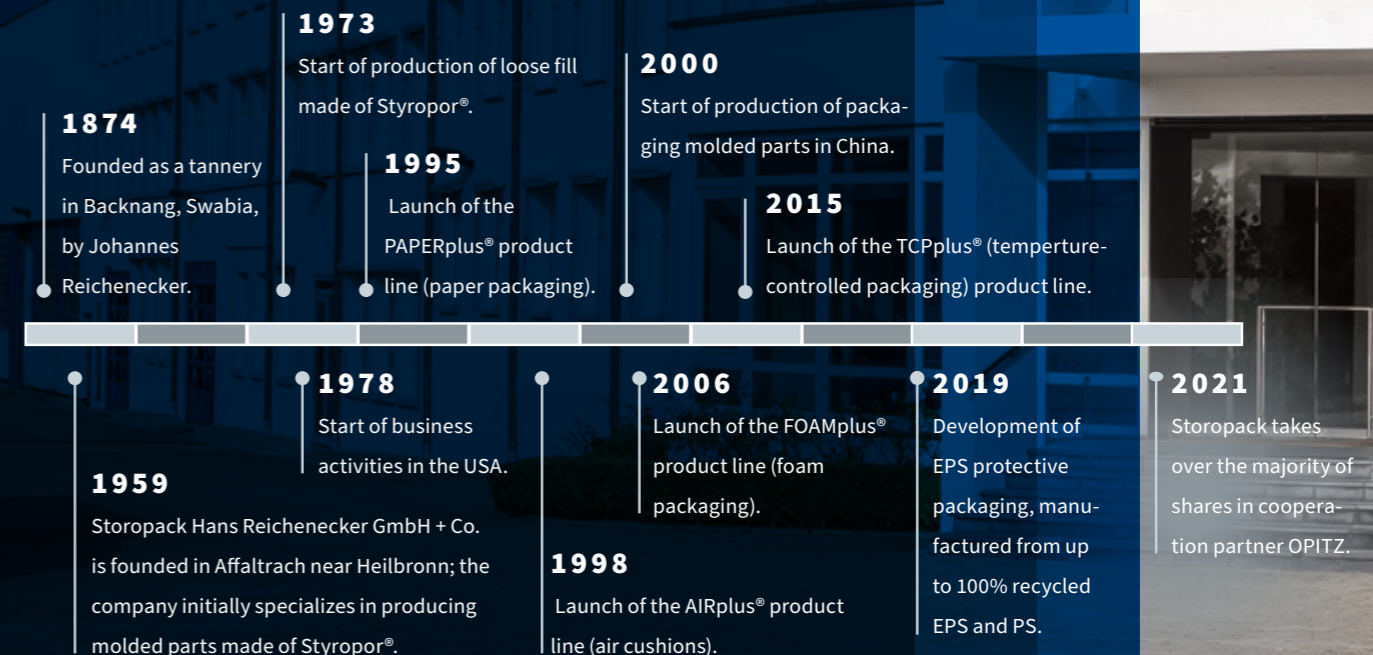 1973
Start of production of loose fill
made of Styropor®.
2000
Start of production of packa-
ging molded parts in China.
1874
Founded as a tannery
in Backnang, Swabia,
by Johannes
Reichenecker.
1995
Launch of the
PAPERplus® product
line (paper packaging).
2015
Launch of the TCPplus® (temperture-
controlled packaging) product line.
1978
Start of business
activities in the USA.
2006
Launch of the FOAMplus®
product line (foam
packaging).
2019
Development of
EPS protective
packaging, manu-
factured from up
to 100% recycled
EPS and PS.
2021
Storopack takes
over the majority of
shares in coopera-
tion partner OPITZ.
1959
Storopack Hans Reichenecker GmbH + Co.
is founded in Affaltrach near Heilbronn; the
company initially specializes in producing
molded parts made of Styropor®.
1998
Launch of the AIRplus® product
line (air cushions).